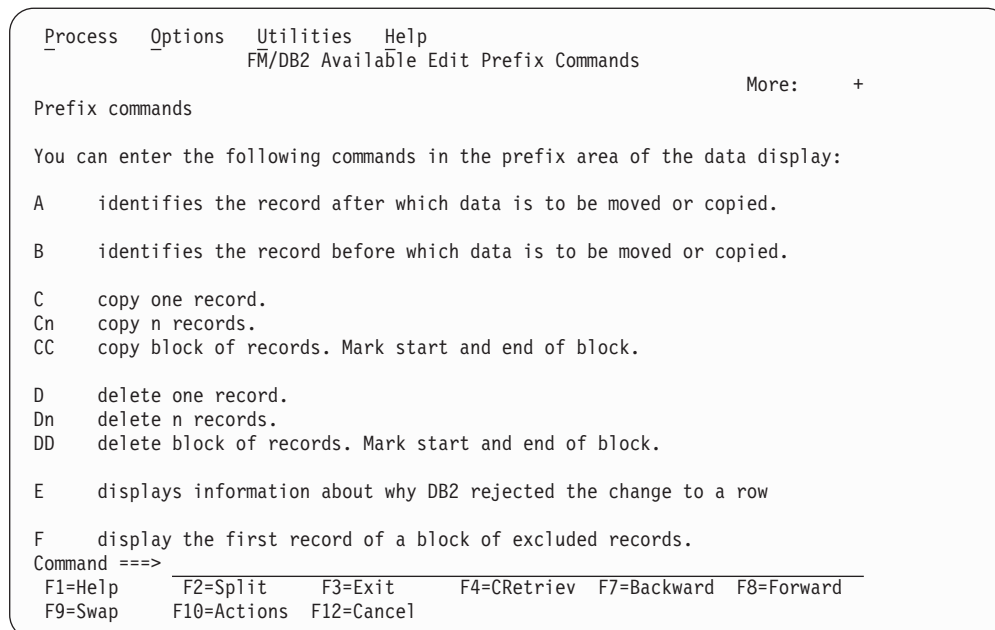 Process Options Utilities Help
FM/DB2 Available Edit Prefix Commands
More: +
Prefix commands
You can enter the following commands in the prefix area of the data display:
A identifies the record after which data is to be moved or copied.
B identifies the record before which data is to be moved or copied.
C copy one record.
Cn copy n records.
CC copy block of records. Mark start and end of block.
D delete one record.
Dn delete n records.
DD delete block of records. Mark start and end of block.
E displays information about why DB2 rejected the change to a row
F display the first record of a block of excluded records.
Command ===>
F1=Help F2=Split F3=Exit F4=CRetriev F7=Backward F8=Forward
F9=Swap F10=Actions F12=Cancel